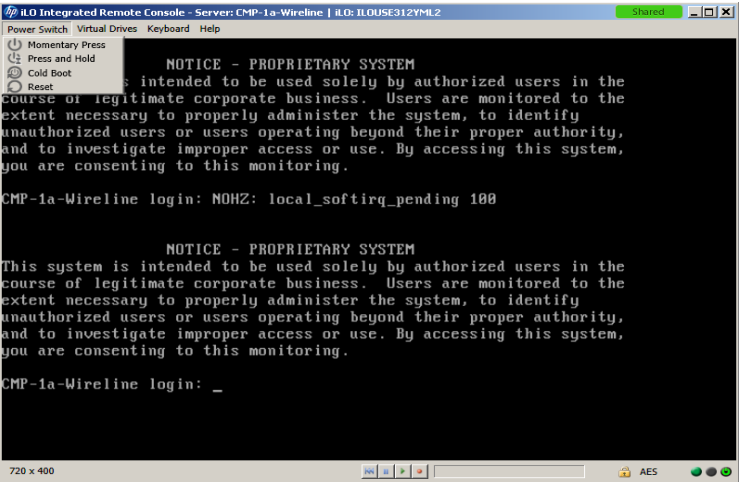 hp iLO Integrated Remote Console - Server: CMP-1a-Wireline | iLO: ILOUSE312YML2
Shared
Power Switch Virtual Drives Keyboard Help
Momentary Press
Press and Hold
Cold Boot
Reset
NOTICE - PROPRIETARY SYSTEM
s intended to be used solely by authorized users in the
course of legitimate corporate business. Users are monitored to the
extent necessary to properly administer the system, to identify
unauthorized users or users operating beyond their proper authority,
and to investigate improper access or use. By accessing this system,
you are consenting to this monitoring.
CMP-1a-Wireline login: NOHZ: local_softirq_pending 100
NOTICE - PROPRIETARY SYSTEM
This system is intended to be used solely by authorized users in the
course of legitimate corporate business. Users are monitored to the
extent necessary to properly administer the system, to identify
unauthorized users or users operating beyond their proper authority,
and to investigate improper access or use. By accessing this system,
you are consenting to this monitoring.
CMP-1a-Wireline login: _
720 x 400
AES